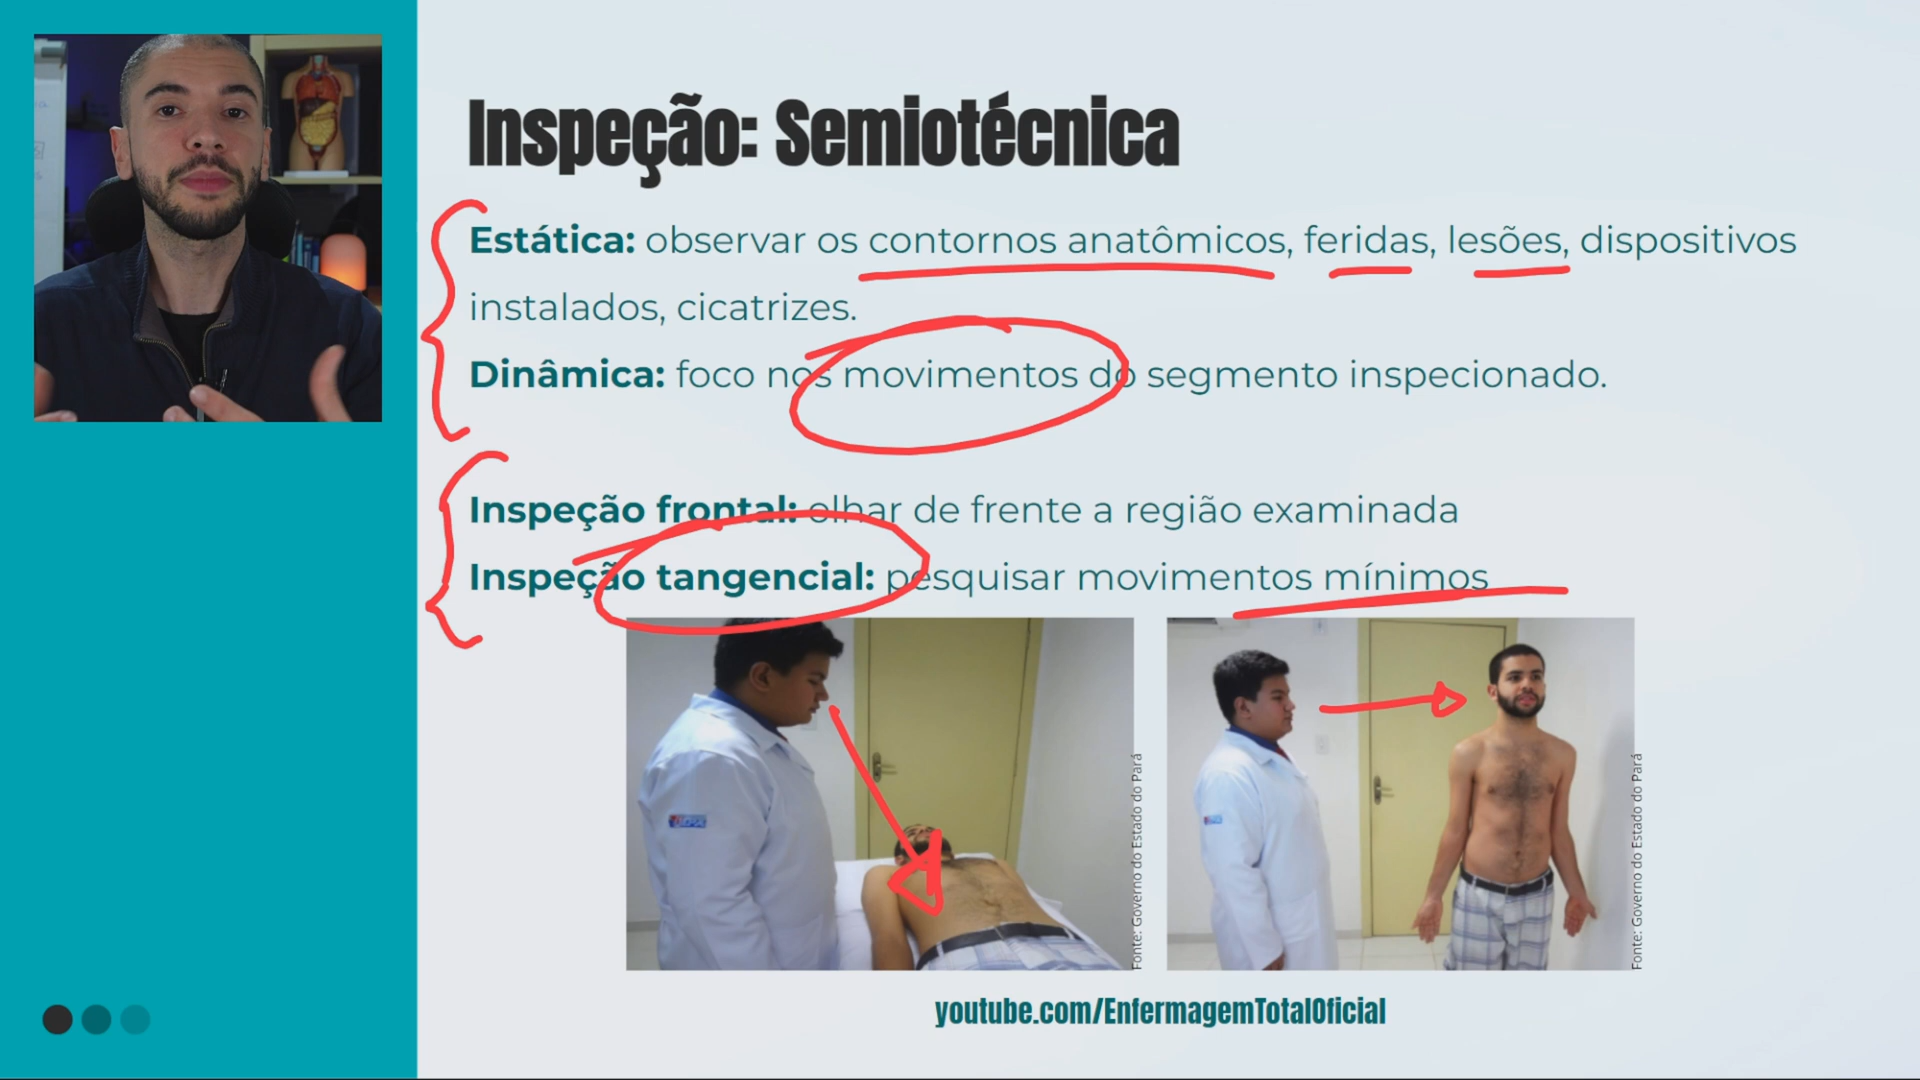 Inspeção: Semiotécnica
Estática: observar os contornos anatômicos, feridas, lesões, dispositivos
instalados, cicatrizes.
Dinâmica: foco nos movimentos do segmento inspecionado.
Inspeção frontal: olhar de frente a região examinada
Inspeção tangencial: pesquisar movimentos mínimos
Fonte: Governo do Estado do Pará
Fonte: Governo do Estado do Pará
youtube.com/EnfermagemTotalOficial